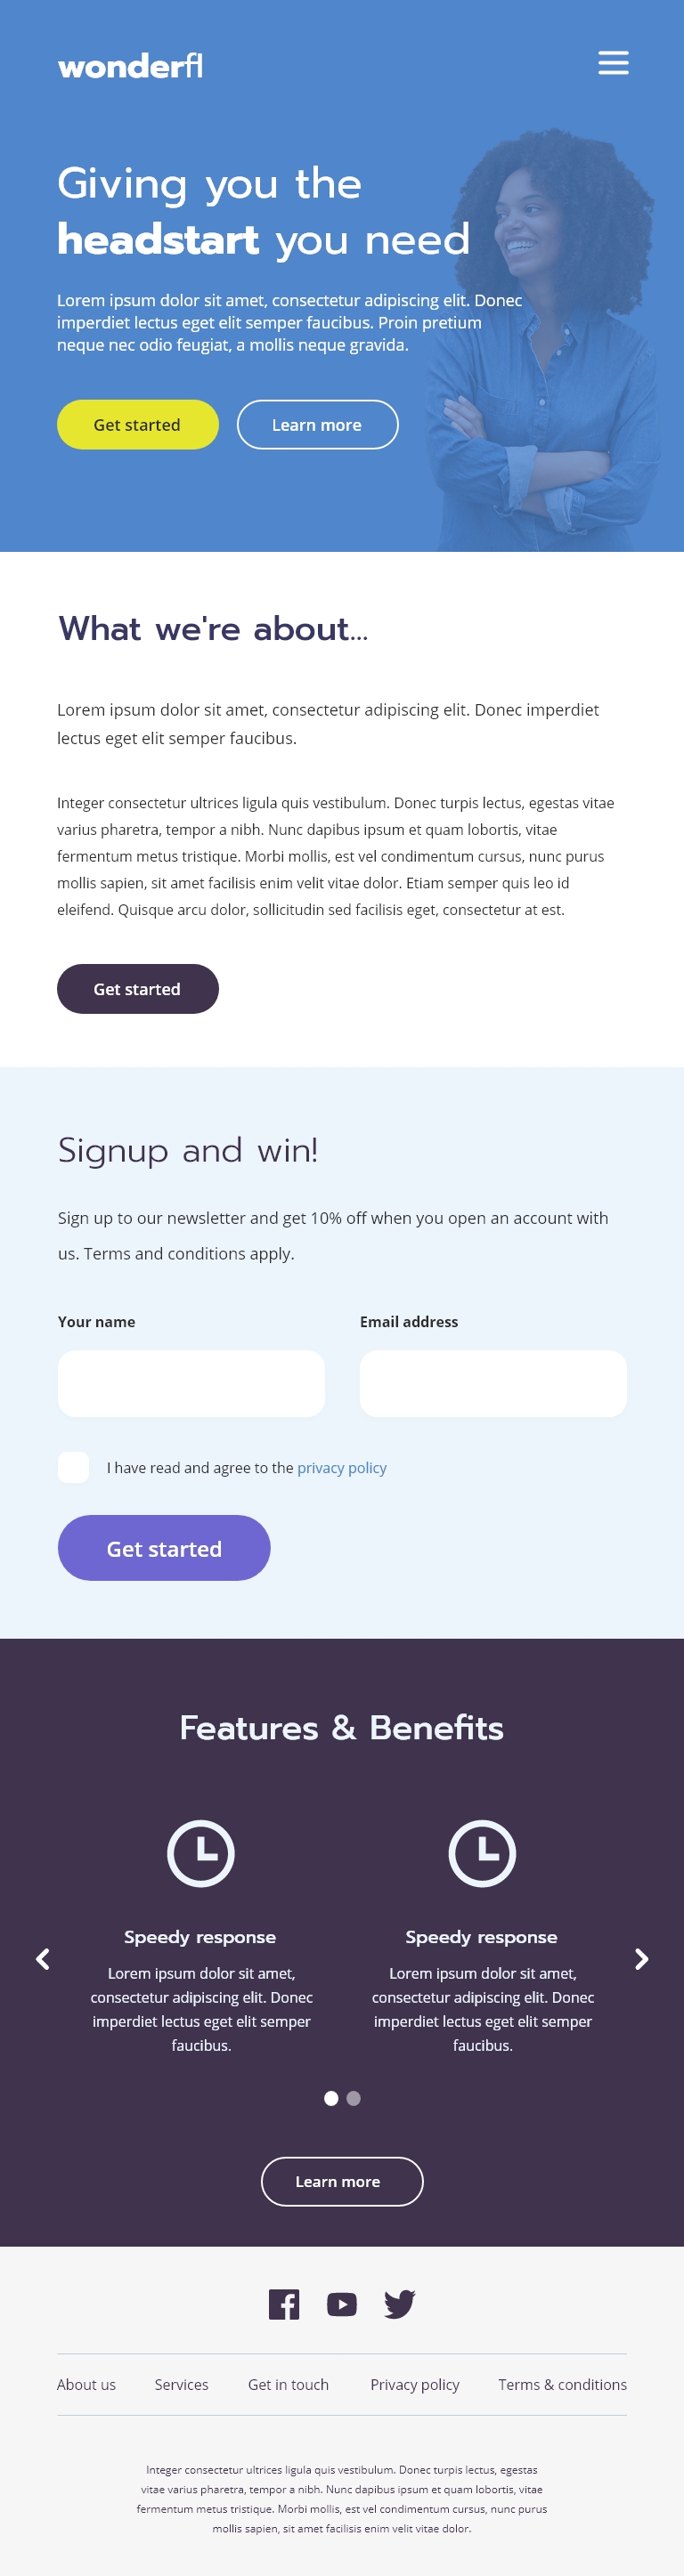 wonderfl
Giving you the
headstart you need
Lorem ipsum dolor sit amet, consectetur adipiscing elit. Donec
imperdiet lectus eget elit semper faucibus. Proin pretium
neque nec odio feugiat, a mollis neque gravida.
Get started
Learn more
What we're about...
Lorem ipsum dolor sit amet, consectetur adipiscing elit. Donec imperdiet
lectus eget elit semper faucibus.
Integer consectetur ultrices ligula quis vestibulum. Donec turpis lectus, egestas vitae
varius pharetra, tempor a nibh. Nunc dapibus ipsum et quam lobortis, vitae
fermentum metus tristique. Morbi mollis, est vel condimentum cursus, nunc purus
mollis sapien, sit amet facilisis enim velit vitae dolor. Etiam semper quis leo id
eleifend. Quisque arcu dolor, sollicitudin sed facilisis eget, consectetur at est.
Get started
Signup and win!
Sign up to our newsletter and get 10% off when you open an account with
us. Terms and conditions apply.
Your name
Email address
I have read and agree to the privacy policy
Get started
Features & Benefits
Speedy response
Lorem ipsum dolor sit amet,
consectetur adipiscing elit. Donec
imperdiet lectus eget elit semper
faucibus.
Speedy response
Lorem ipsum dolor sit amet,
consectetur adipiscing elit. Donec
imperdiet lectus eget elit semper
faucibus.
Learn more
About us
Services
Get in touch
Privacy policy
Terms & conditions
Integer consectetur ultrices ligula quis vestibulum. Donec turpis lectus, egestas
vitae varius pharetra, tempor a nibh. Nunc dapibus ipsum et quam lobortis, vitae
fermentum metus tristique. Morbi mollis, est vel condimentum cursus, nunc purus
mollis sapien, sit amet facilisis enim velit vitae dolor.